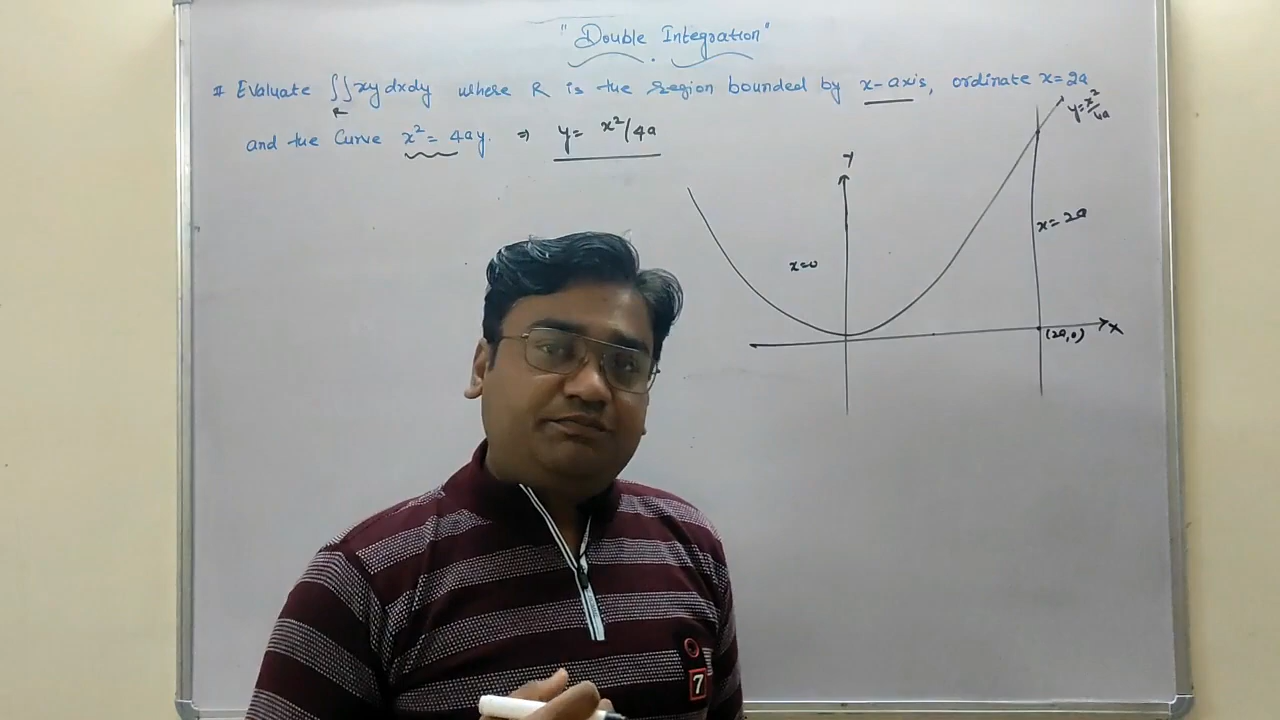 "Double Integration"
# Evaluate ∬ xy dxdy where R is the region bounded by x-axis, ordinate x=2a
R
and the Curve x² = 4ay. ⇒ y = x²/4a
y = x²/4a
Y
x=2a
x=0
X
(2a,0)
7